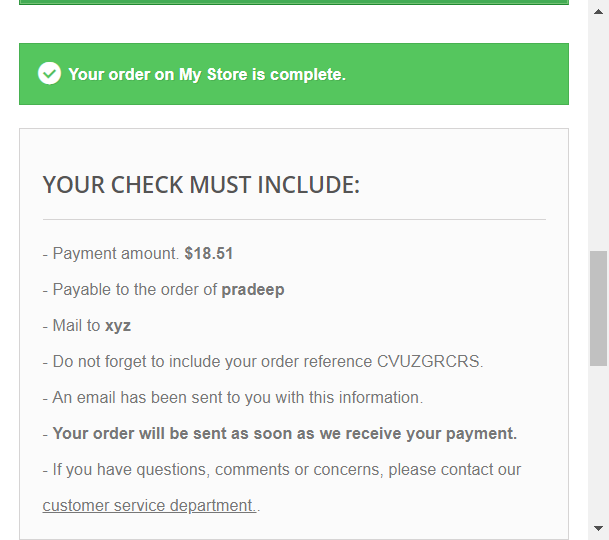 Your order on My Store is complete.
YOUR CHECK MUST INCLUDE:
- Payment amount. $18.51
- Payable to the order of pradeep
- Mail to xyz
- Do not forget to include your order reference CVUZGRCRS.
- An email has been sent to you with this information.
- Your order will be sent as soon as we receive your payment.
- If you have questions, comments or concerns, please contact our
customer service department..